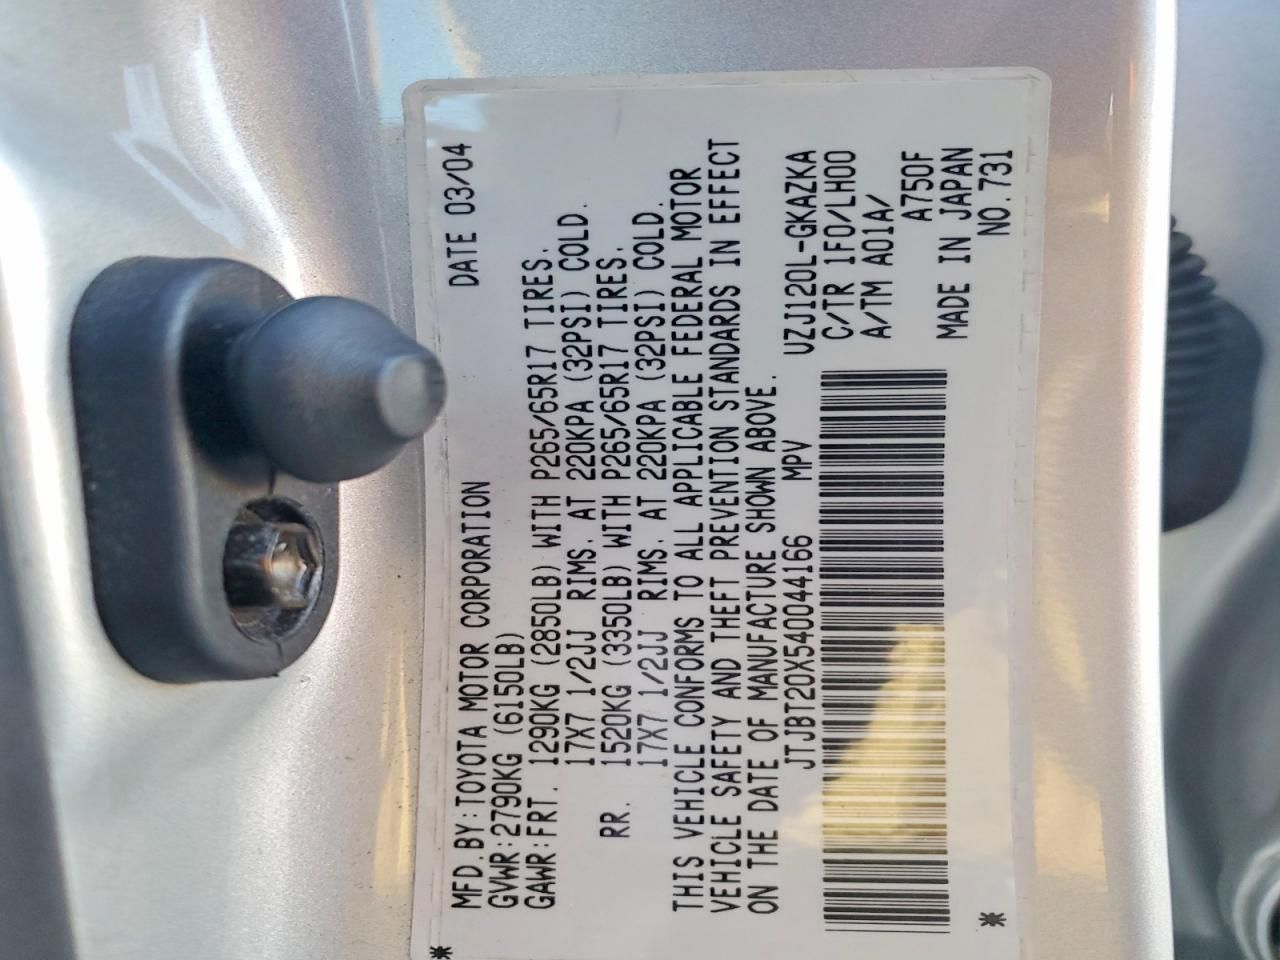 MFD.BY:TOYOTA MOTOR CORPORATION DATE 03/04
GVWR:2790KG (6150LB)
GAWR:FRT. 1290KG (2850LB) WITH P265/65R17 TIRES.
17X7 1/2JJ RIMS. AT 220KPA (32PSI) COLD.
RR. 1520KG (3350LB) WITH P265/65R17 TIRES.
17X7 1/2JJ RIMS. AT 220KPA (32PSI) COLD.
THIS VEHICLE CONFORMS TO ALL APPLICABLE FEDERAL MOTOR
VEHICLE SAFETY AND THEFT PREVENTION STANDARDS IN EFFECT
ON THE DATE OF MANUFACTURE SHOWN ABOVE.
JTJBT20X540044166 MPV UZJ120L-GKAZKA
C/TR 1F0/LH00
A/TM A01A/
A750F
MADE IN JAPAN
NO.731